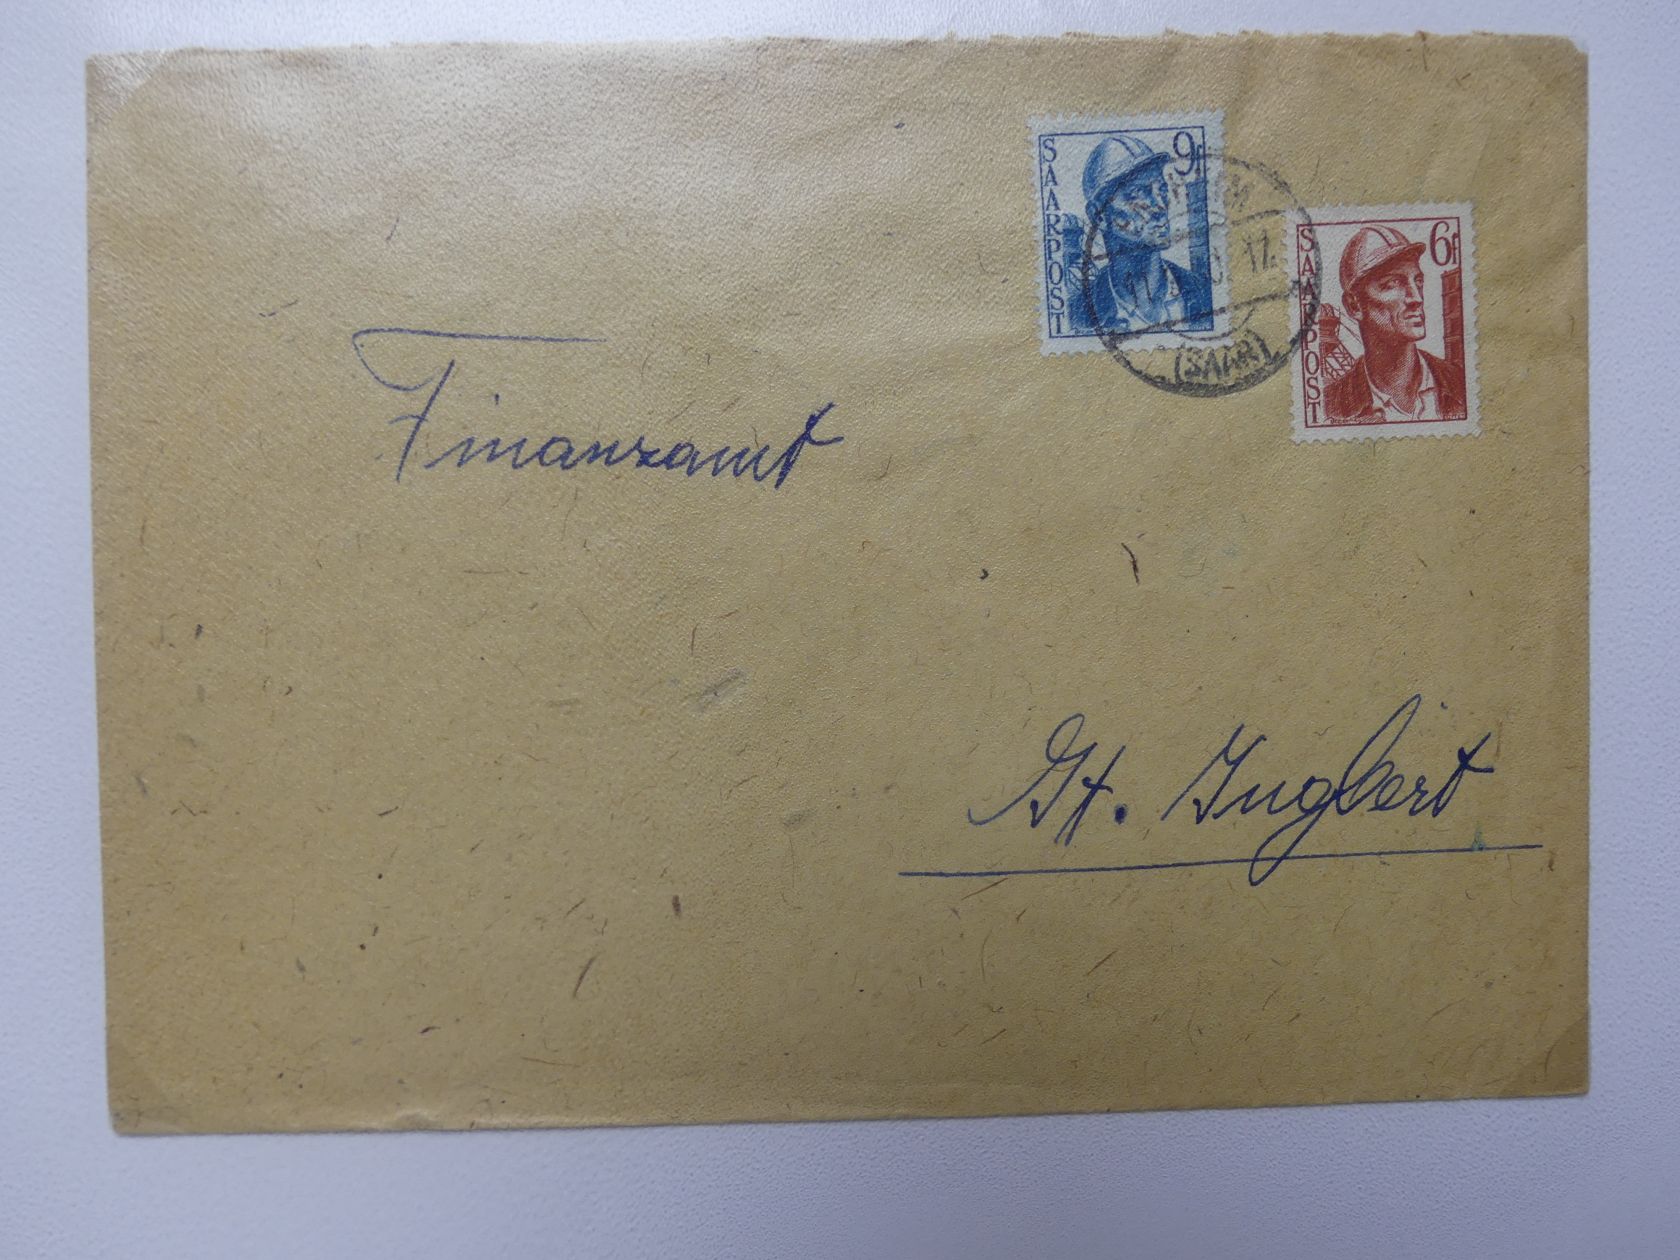 SAARPOST
9f
SAARPOST
6f
(SAAR)
Finanzamt
St. Ingbert